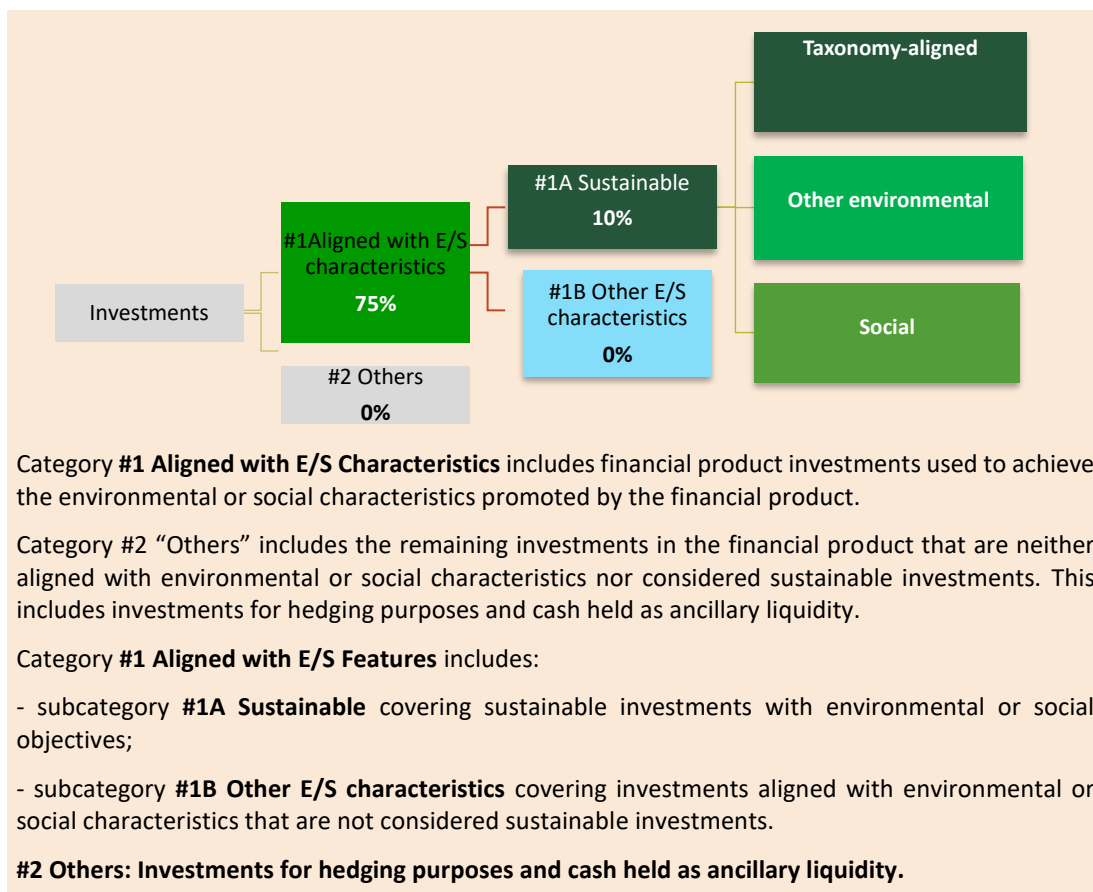 Investments
#1Aligned with E/S
characteristics
75%
#2 Others
0%
#1A Sustainable
10%
#1B Other E/S
characteristics
0%
Taxonomy-aligned
Other environmental
Social
Category #1 Aligned with E/S Characteristics includes financial product investments used to achieve
the environmental or social characteristics promoted by the financial product.
Category #2 “Others” includes the remaining investments in the financial product that are neither
aligned with environmental or social characteristics nor considered sustainable investments. This
includes investments for hedging purposes and cash held as ancillary liquidity.
Category #1 Aligned with E/S Features includes:
- subcategory #1A Sustainable covering sustainable investments with environmental or social
objectives;
- subcategory #1B Other E/S characteristics covering investments aligned with environmental or
social characteristics that are not considered sustainable investments.
#2 Others: Investments for hedging purposes and cash held as ancillary liquidity.